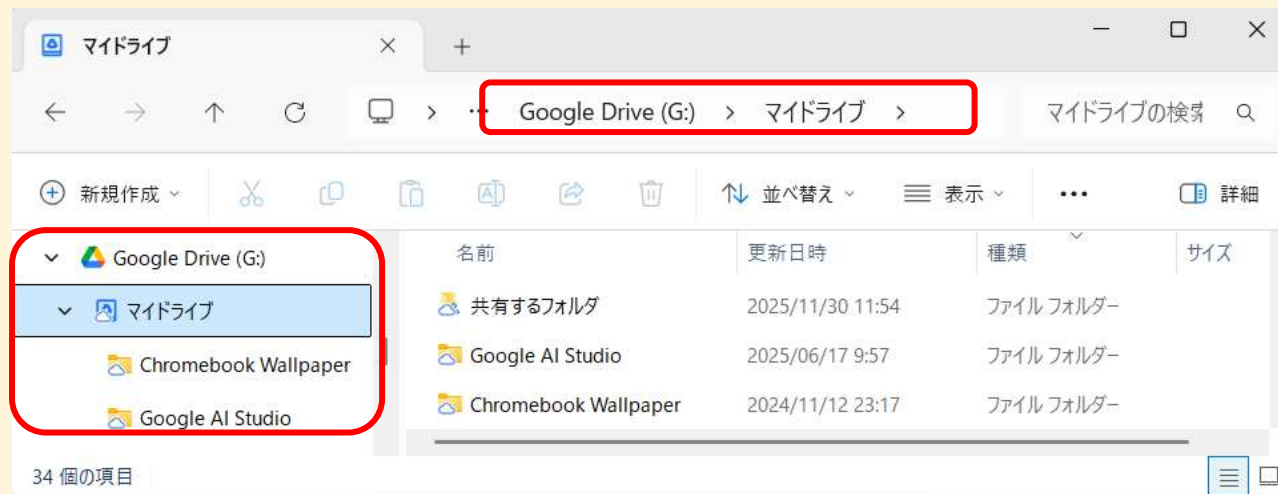 マイドライブ
Google Drive (G:) > マイドライブ >
マイドライブの検索
新規作成
並べ替え
表示
詳細
Google Drive (G:)
マイドライブ
Chromebook Wallpaper
Google AI Studio
名前 更新日時 種類 サイズ
共有するフォルダ 2025/11/30 11:54 ファイル フォルダー
Google AI Studio 2025/06/17 9:57 ファイル フォルダー
Chromebook Wallpaper 2024/11/12 23:17 ファイル フォルダー
34 個の項目